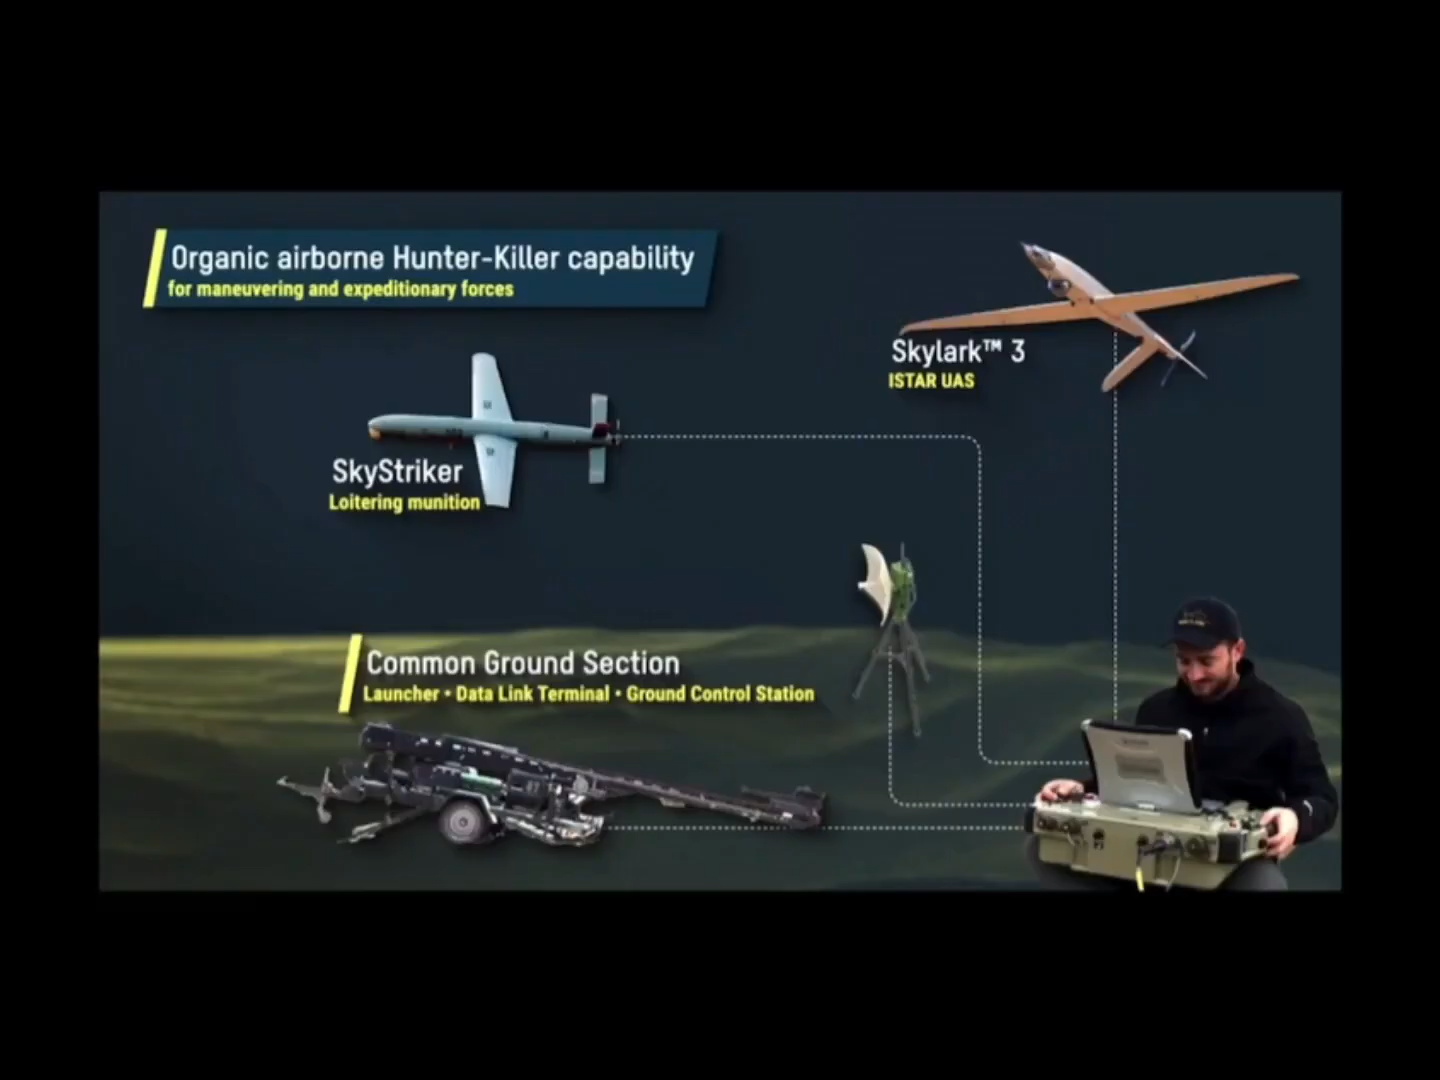 Organic airborne Hunter-Killer capability
for maneuvering and expeditionary forces
Skylark™ 3
ISTAR UAS
SkyStriker
Loitering munition
Common Ground Section
Launcher • Data Link Terminal • Ground Control Station